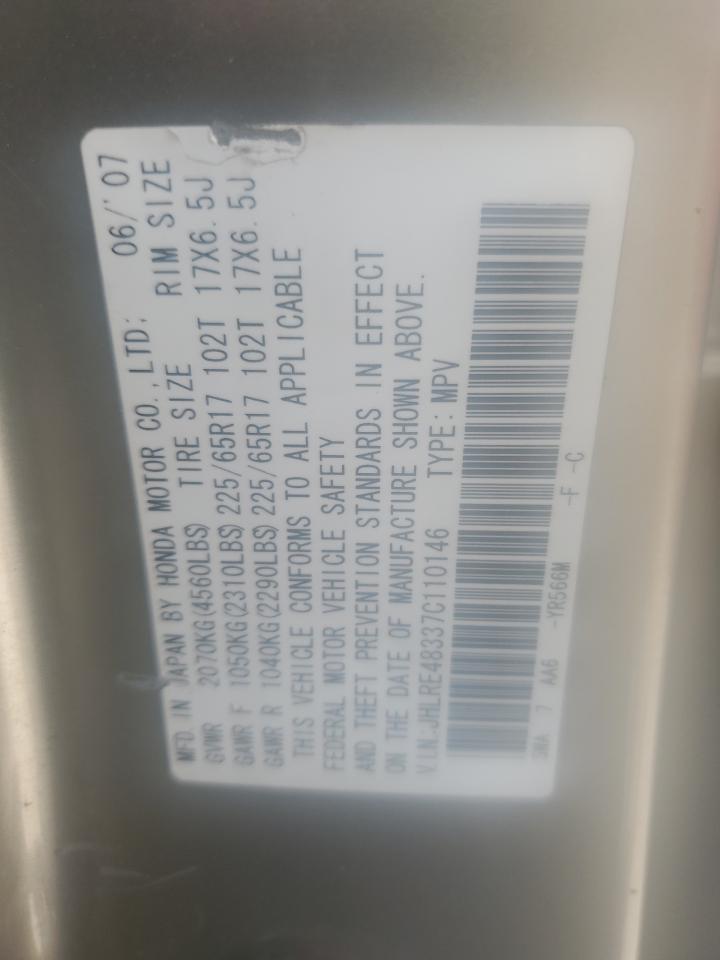 MFD. IN JAPAN BY HONDA MOTOR CO., LTD; 06/'07
GVWR 2070KG(4560LBS) TIRE SIZE RIM SIZE
GAWR F 1050KG(2310LBS) 225/65R17 102T 17X6.5J
GAWR R 1040KG(2290LBS) 225/65R17 102T 17X6.5J
THIS VEHICLE CONFORMS TO ALL APPLICABLE
FEDERAL MOTOR VEHICLE SAFETY
AND THEFT PREVENTION STANDARDS IN EFFECT
ON THE DATE OF MANUFACTURE SHOWN ABOVE.
V.I.N.:JHLRE48337C110146 TYPE: MPV
SWA 7 AA6 -YR566M -F -C